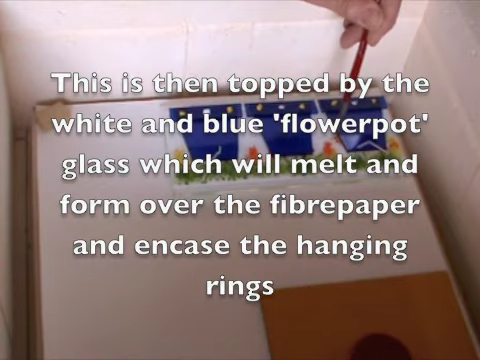 This is then topped by the
white and blue 'flowerpot'
glass which will melt and
form over the fibrepaper
and encase the hanging
rings